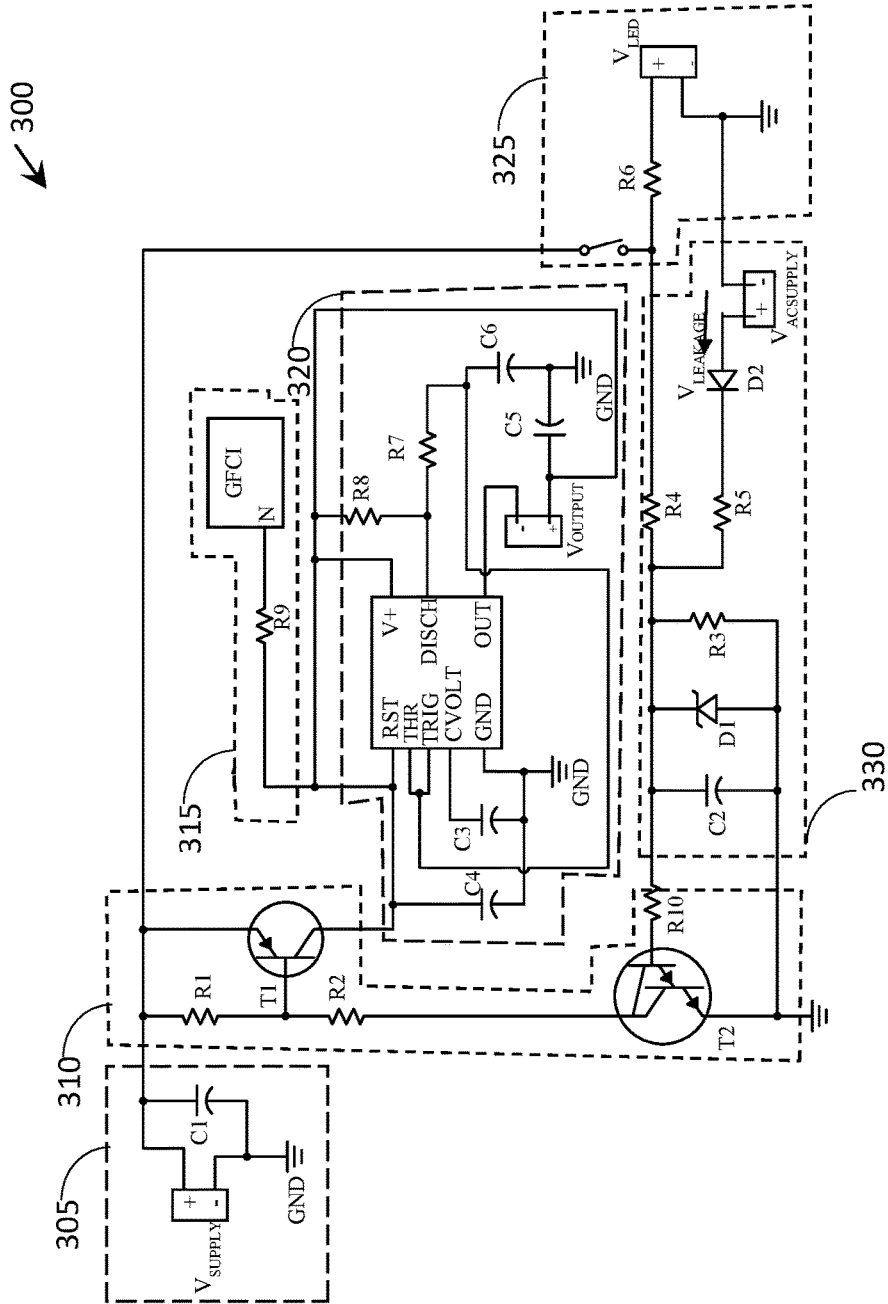 300
305
VSUPPLY
+
-
C1
GND
310
R1
T1
R2
T2
R10
315
GFCI
N
R9
320
RST
THR
TRIG
CVOLT
GND
V+
DISCH
OUT
R8
R7
C6
C5
GND
VOUTPUT
-
+
C3
C4
GND
325
VLED
+
-
R6
330
C2
D1
R3
R4
R5
D2
VLEAKAGE
VACSUPPLY
+
-